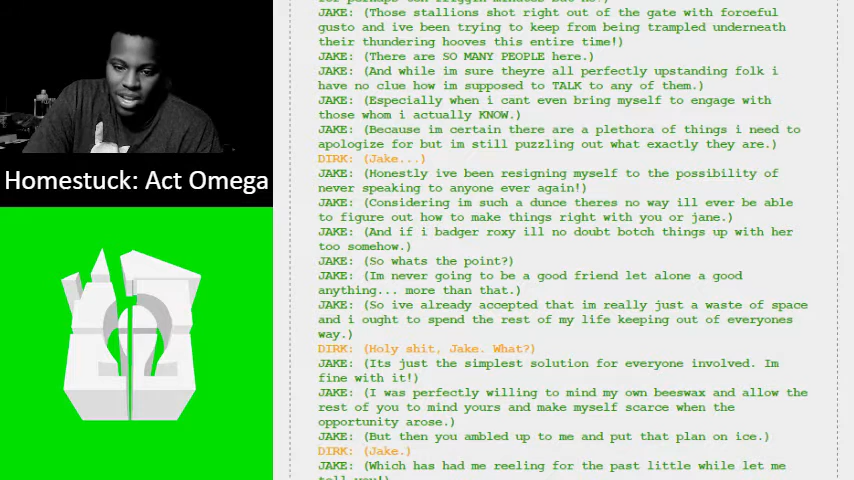 for perhaps ten friggin minutes but no!)
JAKE: (Those stallions shot right out of the gate with forceful
gusto and ive been trying to keep from being trampled underneath
their thundering hooves this entire time!)
JAKE: (There are SO MANY PEOPLE here.)
JAKE: (And while im sure theyre all perfectly upstanding folk i
have no clue how im supposed to TALK to any of them.)
JAKE: (Especially when i cant even bring myself to engage with
those whom i actually KNOW.)
JAKE: (Because im certain there are a plethora of things i need to
apologize for but im still puzzling out what exactly they are.)
DIRK: (Jake...)
JAKE: (Honestly ive been resigning myself to the possibility of
never speaking to anyone ever again!)
JAKE: (Considering im such a dunce theres no way ill ever be able
to figure out how to make things right with you or jane.)
JAKE: (And if i badger roxy ill no doubt botch things up with her
too somehow.)
JAKE: (So whats the point?)
JAKE: (Im never going to be a good friend let alone a good
anything... more than that.)
JAKE: (So ive already accepted that im really just a waste of space
and i ought to spend the rest of my life keeping out of everyones
way.)
DIRK: (Holy shit, Jake. What?)
JAKE: (Its just the simplest solution for everyone involved. Im
fine with it!)
JAKE: (I was perfectly willing to mind my own beeswax and allow the
rest of you to mind yours and make myself scarce when the
opportunity arose.)
JAKE: (But then you ambled up to me and put that plan on ice.)
DIRK: (Jake.)
JAKE: (Which has had me reeling for the past little while let me
tell you!)
Homestuck: Act Omega